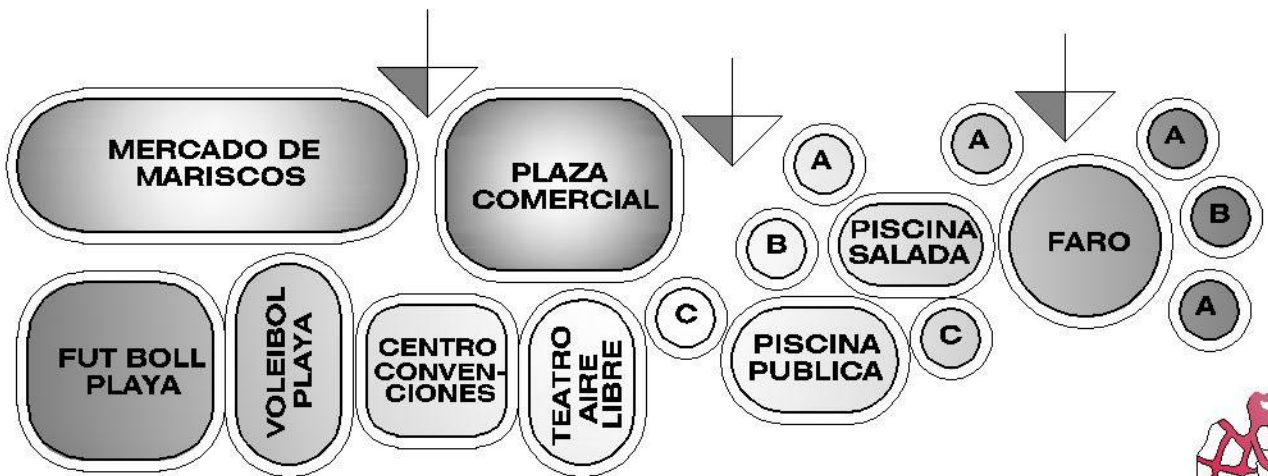 MERCADO DE
MARISCOS
PLAZA
COMERCIAL
A
A
A
B
PISCINA
SALADA
FARO
B
A
FUT BOLL
PLAYA
VOLEIBOL
PLAYA
CENTRO
CONVEN-
CIONES
TEATRO
AIRE
LIBRE
C
PISCINA
PUBLICA
C